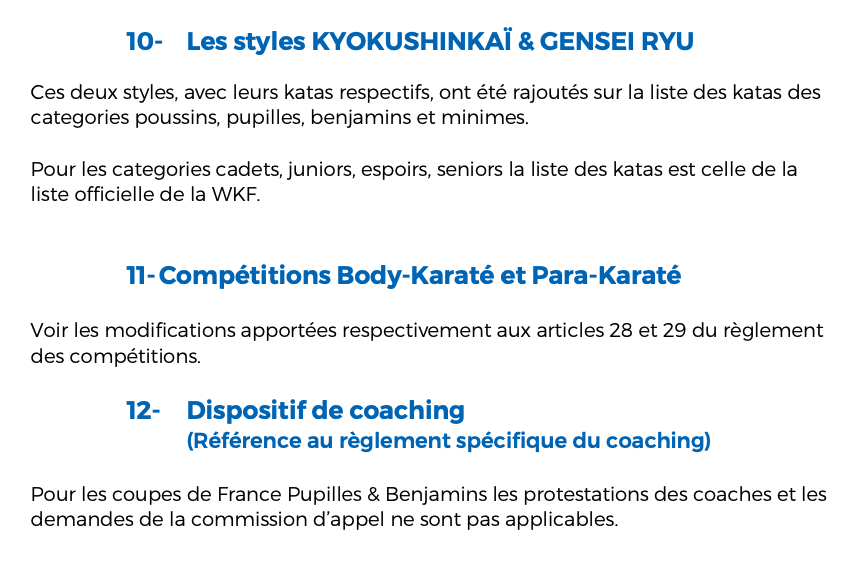 10- Les styles KYOKUSHINKAÏ & GENSEI RYU
Ces deux styles, avec leurs katas respectifs, ont été rajoutés sur la liste des katas des
categories poussins, pupilles, benjamins et minimes.
Pour les categories cadets, juniors, espoirs, seniors la liste des katas est celle de la
liste officielle de la WKF.
11- Compétitions Body-Karaté et Para-Karaté
Voir les modifications apportées respectivement aux articles 28 et 29 du règlement
des compétitions.
12- Dispositif de coaching
(Référence au règlement spécifique du coaching)
Pour les coupes de France Pupilles & Benjamins les protestations des coaches et les
demandes de la commission d’appel ne sont pas applicables.